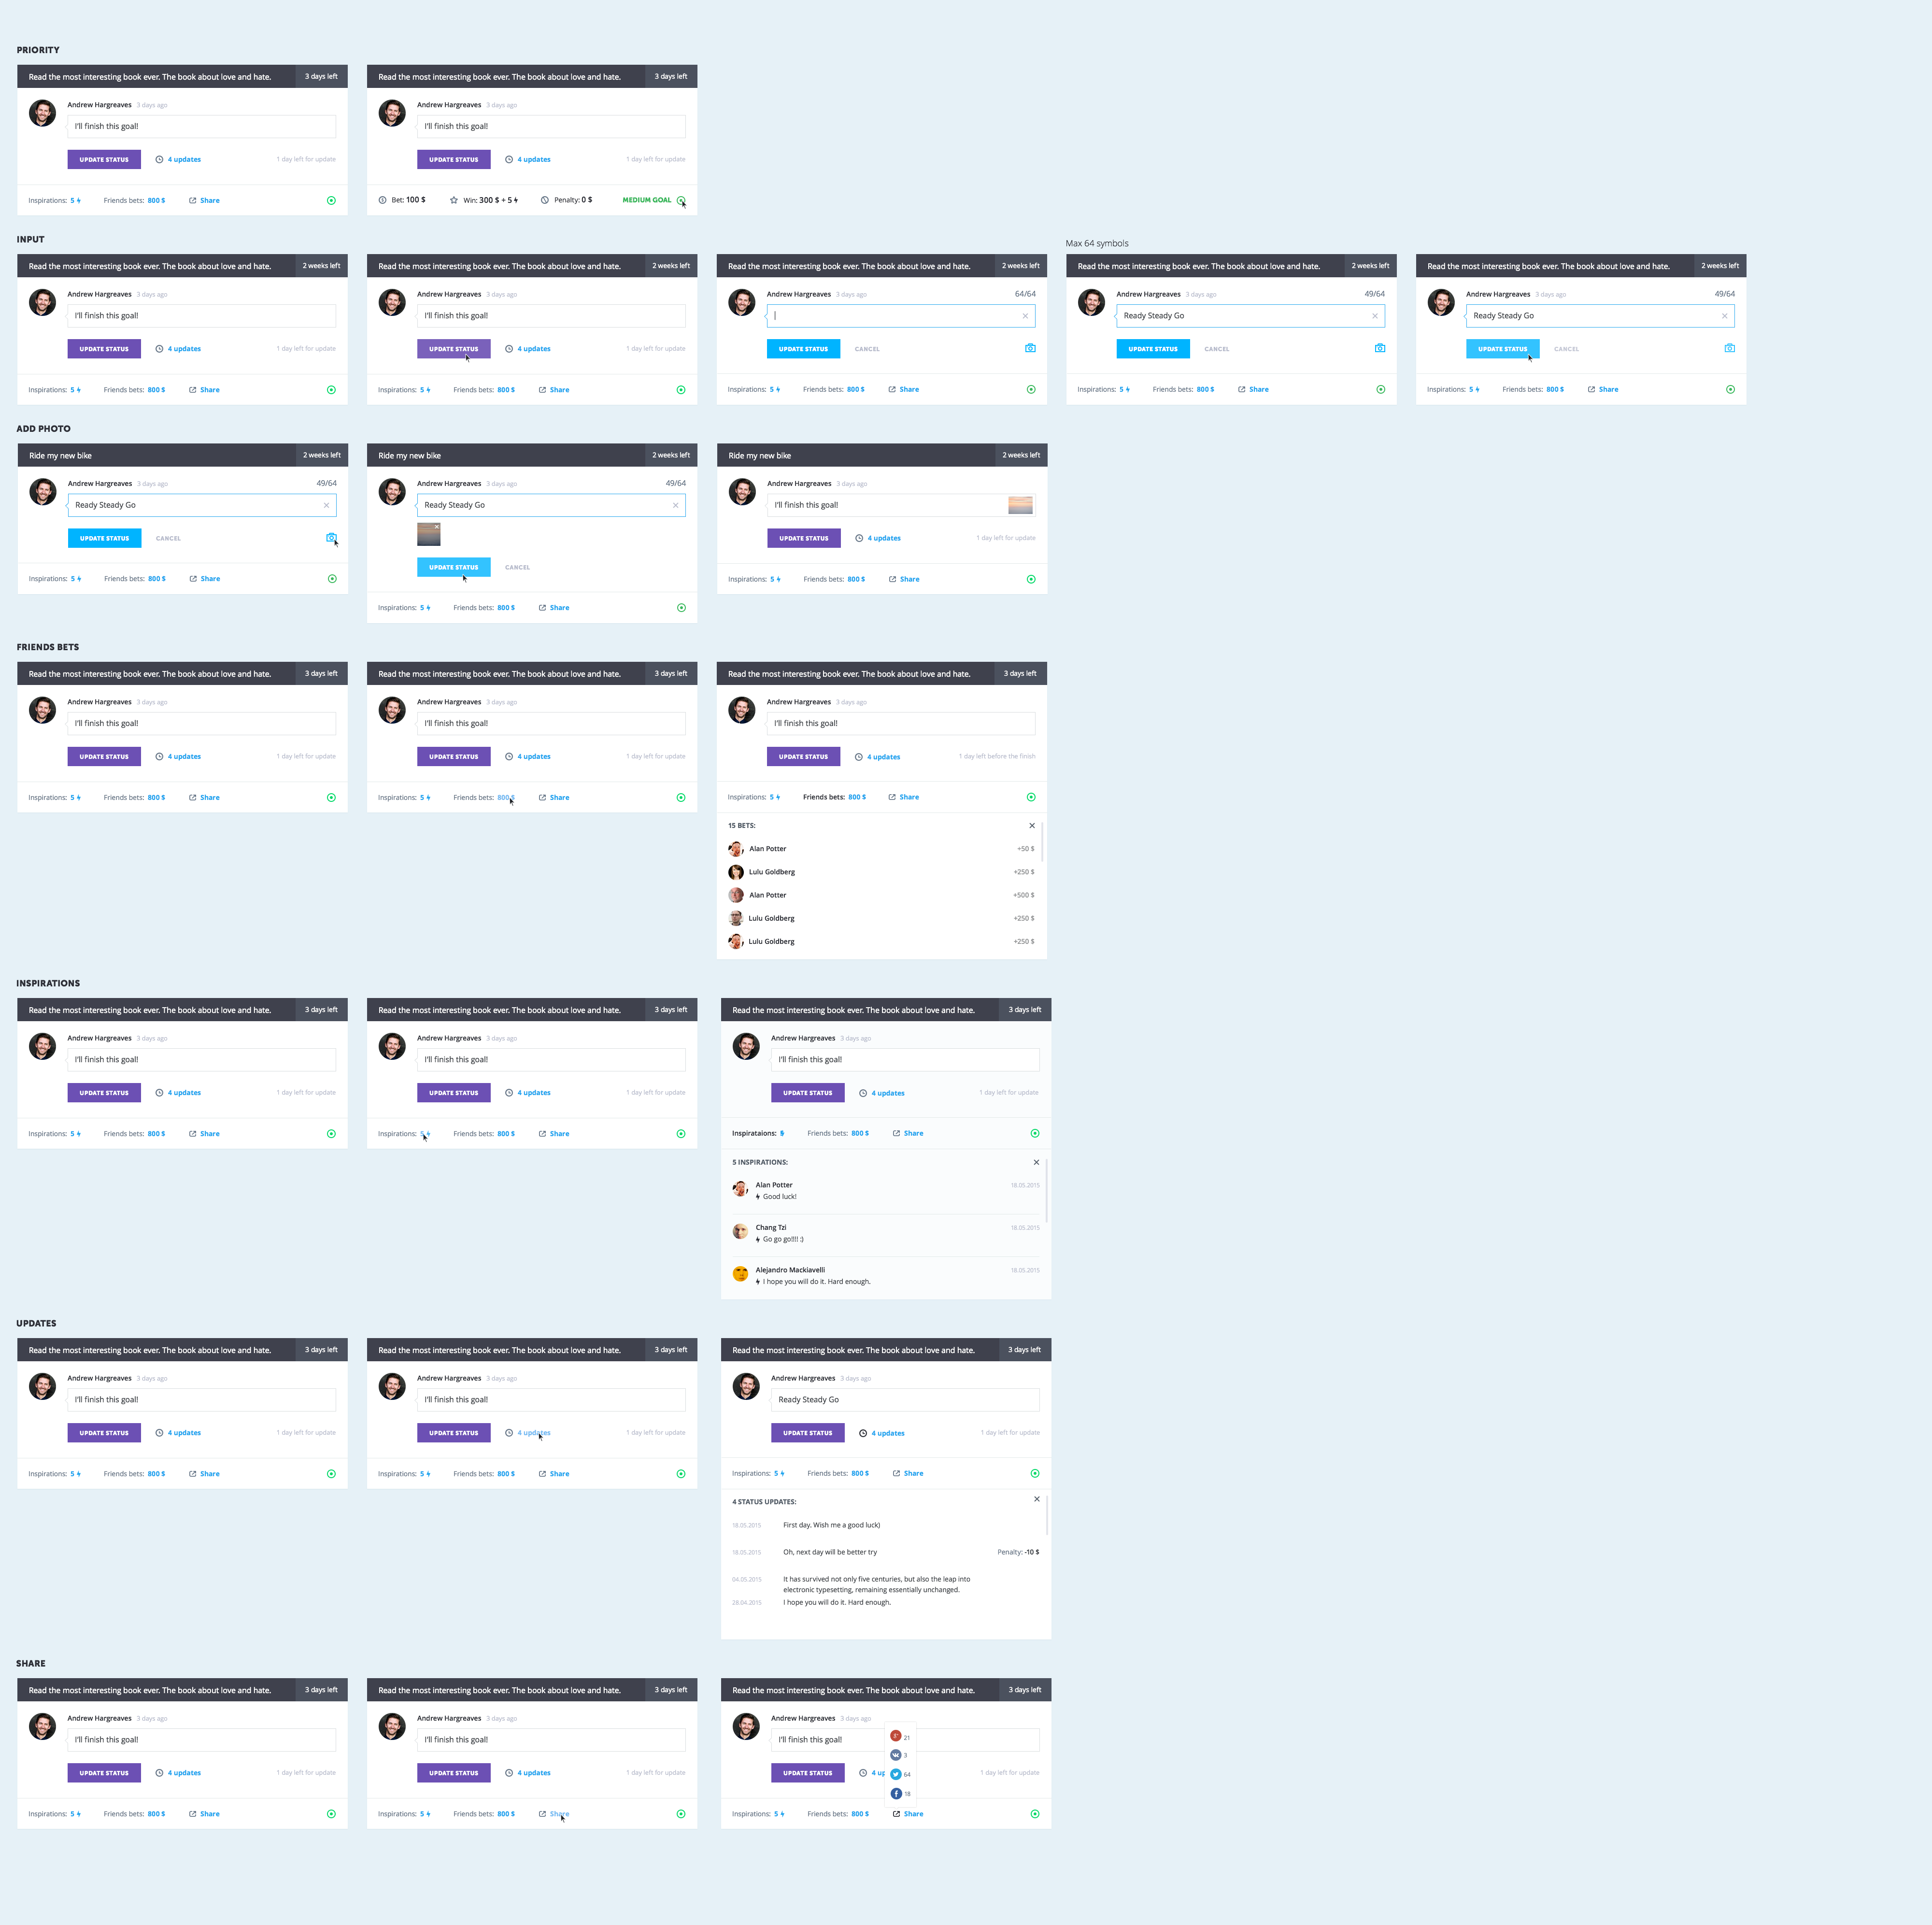 PRIORITY
Read the most interesting book ever. The book about love and hate. 3 days left
Andrew Hargreaves 3 days ago
I'll finish this goal!
UPDATE STATUS 4 updates 1 day left for update
Inspirations: 5 Friends bets: 800 $ Share
Read the most interesting book ever. The book about love and hate. 3 days left
Andrew Hargreaves 3 days ago
I'll finish this goal!
UPDATE STATUS 4 updates 1 day left for update
Bet: 100 $ Win: 300 $ + 5 Penalty: 0 $ MEDIUM GOAL
INPUT
Read the most interesting book ever. The book about love and hate. 2 weeks left
Andrew Hargreaves 3 days ago
I'll finish this goal!
UPDATE STATUS 4 updates 1 day left for update
Inspirations: 5 Friends bets: 800 $ Share
Read the most interesting book ever. The book about love and hate. 2 weeks left
Andrew Hargreaves 3 days ago
I'll finish this goal!
UPDATE STATUS 4 updates 1 day left for update
Inspirations: 5 Friends bets: 800 $ Share
Read the most interesting book ever. The book about love and hate. 2 weeks left
Andrew Hargreaves 3 days ago 64/64
UPDATE STATUS CANCEL
Inspirations: 5 Friends bets: 800 $ Share
Max 64 symbols
Read the most interesting book ever. The book about love and hate. 2 weeks left
Andrew Hargreaves 3 days ago 49/64
Ready Steady Go
UPDATE STATUS CANCEL
Inspirations: 5 Friends bets: 800 $ Share
Read the most interesting book ever. The book about love and hate. 2 weeks left
Andrew Hargreaves 3 days ago 49/64
Ready Steady Go
UPDATE STATUS CANCEL
Inspirations: 5 Friends bets: 800 $ Share
ADD PHOTO
Ride my new bike 2 weeks left
Andrew Hargreaves 3 days ago 49/64
Ready Steady Go
UPDATE STATUS CANCEL
Inspirations: 5 Friends bets: 800 $ Share
Ride my new bike 2 weeks left
Andrew Hargreaves 3 days ago 49/64
Ready Steady Go
UPDATE STATUS CANCEL
Inspirations: 5 Friends bets: 800 $ Share
Ride my new bike 2 weeks left
Andrew Hargreaves 3 days ago
I'll finish this goal!
UPDATE STATUS 4 updates 1 day left for update
Inspirations: 5 Friends bets: 800 $ Share
FRIENDS BETS
Read the most interesting book ever. The book about love and hate. 3 days left
Andrew Hargreaves 3 days ago
I'll finish this goal!
UPDATE STATUS 4 updates 1 day left for update
Inspirations: 5 Friends bets: 800 $ Share
Read the most interesting book ever. The book about love and hate. 3 days left
Andrew Hargreaves 3 days ago
I'll finish this goal!
UPDATE STATUS 4 updates 1 day left for update
Inspirations: 5 Friends bets: 800 $ Share
Read the most interesting book ever. The book about love and hate. 3 days left
Andrew Hargreaves 3 days ago
I'll finish this goal!
UPDATE STATUS 4 updates 1 day left before the finish
Inspirations: 5 Friends bets: 800 $ Share
15 BETS:
Alan Potter +50 $
Lulu Goldberg +250 $
Alan Potter +500 $
Lulu Goldberg +250 $
Lulu Goldberg +250 $
INSPIRATIONS
Read the most interesting book ever. The book about love and hate. 3 days left
Andrew Hargreaves 3 days ago
I'll finish this goal!
UPDATE STATUS 4 updates 1 day left for update
Inspirations: 5 Friends bets: 800 $ Share
Read the most interesting book ever. The book about love and hate. 3 days left
Andrew Hargreaves 3 days ago
I'll finish this goal!
UPDATE STATUS 4 updates 1 day left for update
Inspirations: 5 Friends bets: 800 $ Share
Read the most interesting book ever. The book about love and hate. 3 days left
Andrew Hargreaves 3 days ago
I'll finish this goal!
UPDATE STATUS 4 updates 1 day left for update
Inspirataions: 5 Friends bets: 800 $ Share
5 INSPIRATIONS:
Alan Potter 18.05.2015
Good luck!
Chang Tzi 18.05.2015
Go go go!!!! :)
Alejandro Mackiavelli 18.05.2015
I hope you will do it. Hard enough.
UPDATES
Read the most interesting book ever. The book about love and hate. 3 days left
Andrew Hargreaves 3 days ago
I'll finish this goal!
UPDATE STATUS 4 updates 1 day left for update
Inspirations: 5 Friends bets: 800 $ Share
Read the most interesting book ever. The book about love and hate. 3 days left
Andrew Hargreaves 3 days ago
I'll finish this goal!
UPDATE STATUS 4 updates 1 day left for update
Inspirations: 5 Friends bets: 800 $ Share
Read the most interesting book ever. The book about love and hate. 3 days left
Andrew Hargreaves 3 days ago
Ready Steady Go
UPDATE STATUS 4 updates 1 day left for update
Inspirations: 5 Friends bets: 800 $ Share
4 STATUS UPDATES:
18.05.2015 First day. Wish me a good luck)
18.05.2015 Oh, next day will be better try Penalty: -10 $
04.05.2015 It has survived not only five centuries, but also the leap into
electronic typesetting, remaining essentially unchanged.
28.04.2015 I hope you will do it. Hard enough.
SHARE
Read the most interesting book ever. The book about love and hate. 3 days left
Andrew Hargreaves 3 days ago
I'll finish this goal!
UPDATE STATUS 4 updates 1 day left for update
Inspirations: 5 Friends bets: 800 $ Share
Read the most interesting book ever. The book about love and hate. 3 days left
Andrew Hargreaves 3 days ago
I'll finish this goal!
UPDATE STATUS 4 updates 1 day left for update
Inspirations: 5 Friends bets: 800 $ Share
Read the most interesting book ever. The book about love and hate. 3 days left
Andrew Hargreaves 3 days ago
21
I'll finish this goal!
3
UPDATE STATUS 4 up 64 1 day left for update
18
Inspirations: 5 Friends bets: 800 $ Share